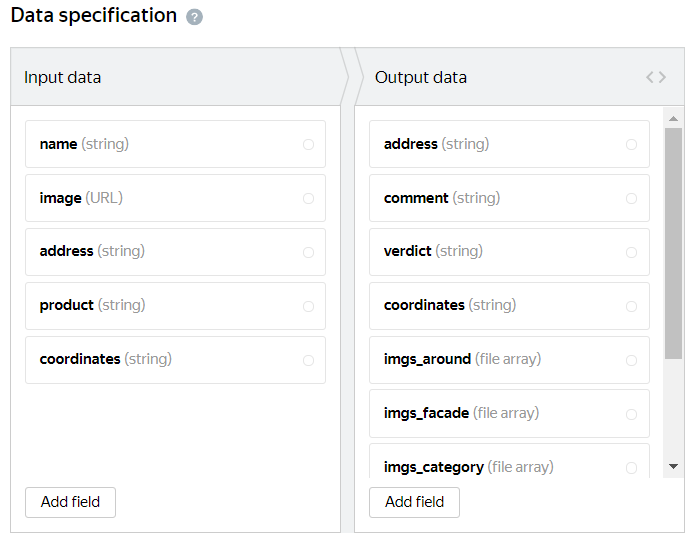 Data specification ?
Input data
name (string)
image (URL)
address (string)
product (string)
coordinates (string)
Add field
Output data
address (string)
comment (string)
verdict (string)
coordinates (string)
imgs_around (file array)
imgs_facade (file array)
imgs_category (file array)
Add field